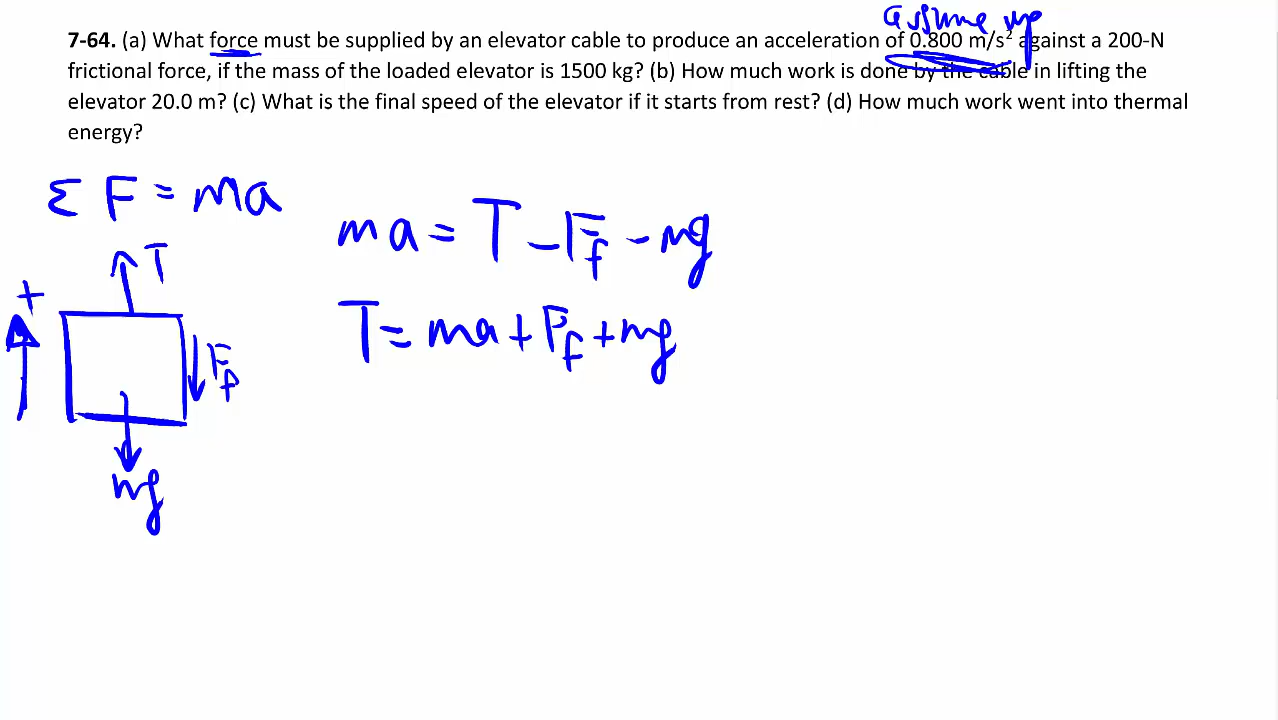 assume up
7-64. (a) What force must be supplied by an elevator cable to produce an acceleration of 0.800 m/s² against a 200-N
frictional force, if the mass of the loaded elevator is 1500 kg? (b) How much work is done by the cable in lifting the
elevator 20.0 m? (c) What is the final speed of the elevator if it starts from rest? (d) How much work went into thermal
energy?
Σ F = ma
ma = T - Ff - mg
T
+
T = ma + Ff + mg
Ff
mg